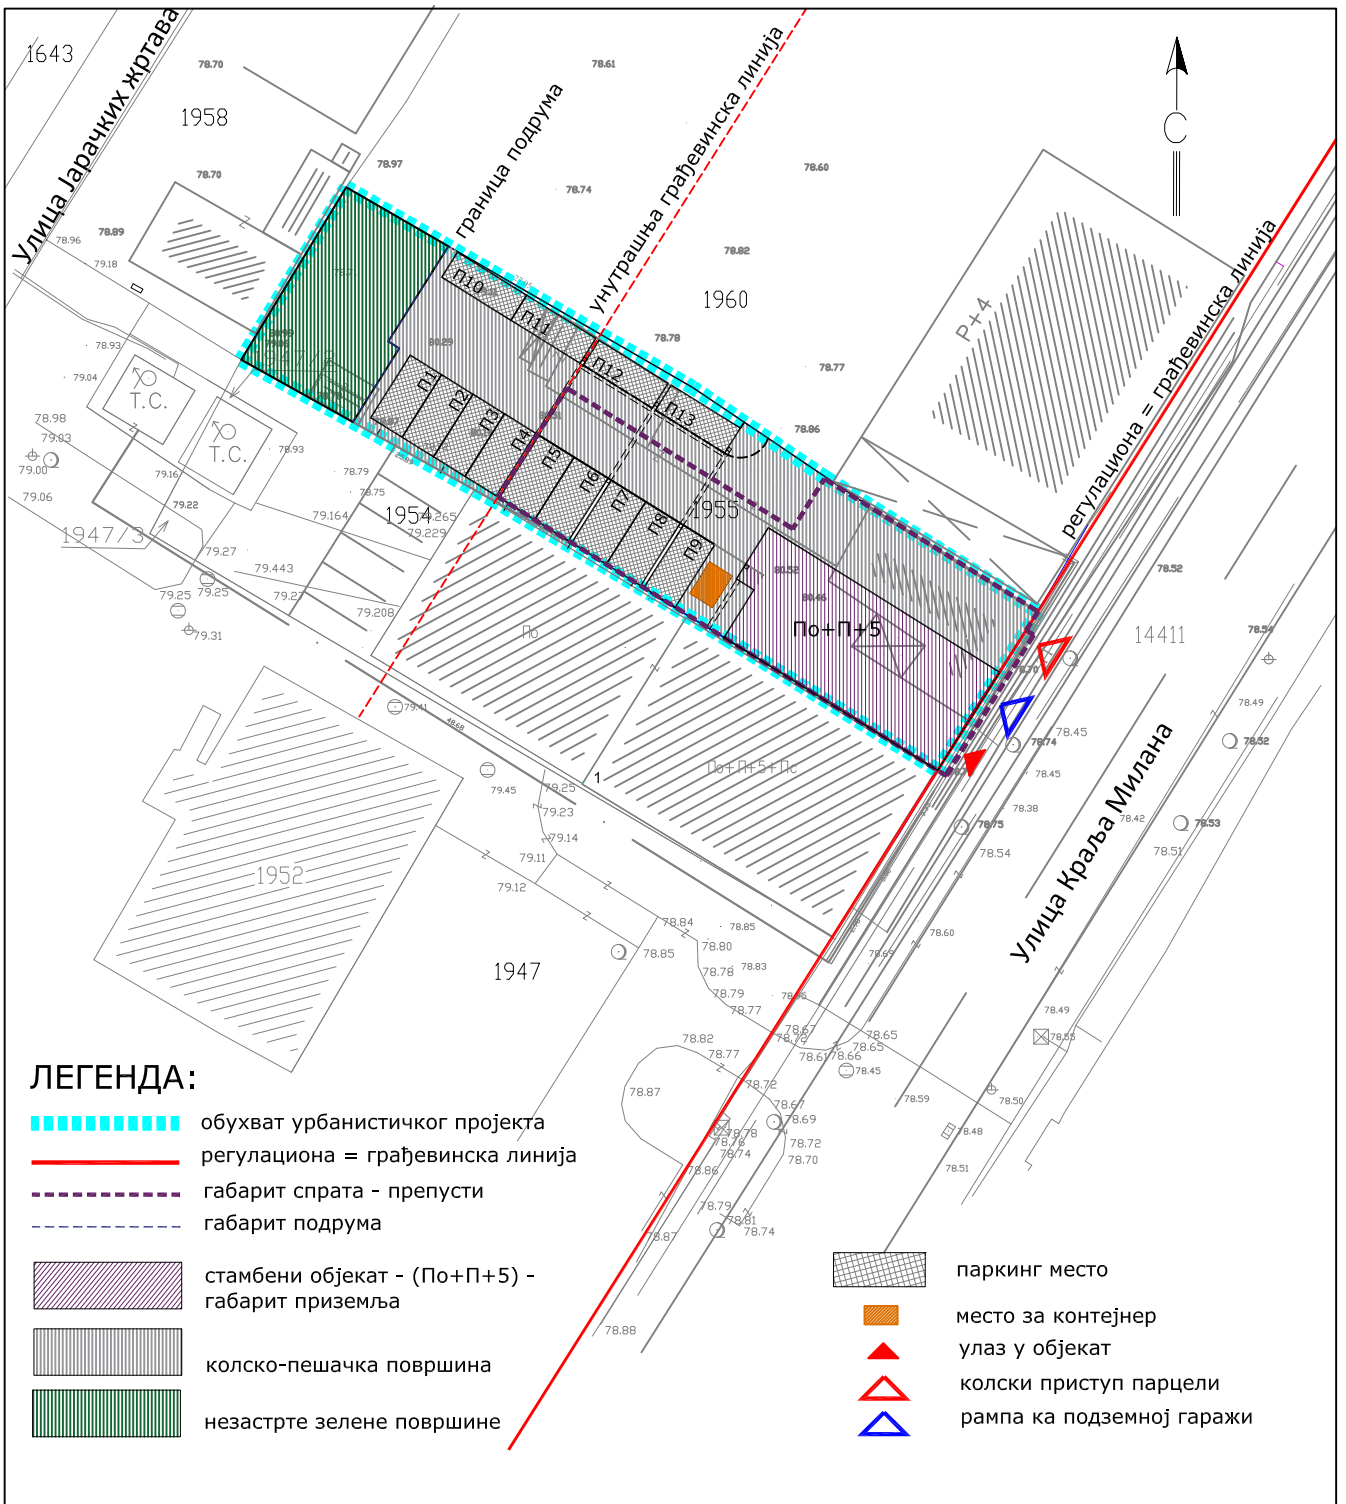 1643
Улица Јарачких жртава
78.70
1958
78.70
78.97
78.96
79.18
78.89
граница подрума
78.61
78.74
унутрашња грађевинска линија
78.60
78.82
1960
78.78
78.77
78.86
С
P+4
регулациона = грађевинска линија
П10
П11
П12
П13
80.29
П1
П2
П3
П4
П5
П6
П7
П8
П9
1955
80.52
80.46
По+П+5
1954
78.93
79.04
Т.С.
Т.С.
78.98
79.03
79.00
79.06
1947/3
79.16
79.22
78.93
78.79
78.75
79.164
79.265
79.229
79.27
79.443
79.25
79.25
79.27
79.208
79.31
По
По+П+5+Пс
78.52
14411
78.54
78.49
78.52
78.45
78.74
78.45
78.38
78.42
78.53
78.51
78.75
78.54
Улица Краља Милана
79.41
48.68
1
79.45
79.25
79.23
79.14
79.11
79.12
1952
1947
78.84
78.85
78.80
78.85
78.78
78.83
78.79
78.77
78.60
78.69
78.67
78.72
78.65
78.65
78.61
78.66
78.45
78.82
78.77
78.72
78.87
78.67
78.69
78.78
78.76
78.74
78.72
78.70
78.86
78.79
78.81
78.74
78.87
78.88
78.49
78.55
78.59
78.50
78.48
78.51
ЛЕГЕНДА:
обухват урбанистичког пројекта
регулациона = грађевинска линија
габарит спрата - препусти
габарит подрума
стамбени објекат - (По+П+5) -
габарит приземља
колско-пешачка површина
незастрте зелене површине
паркинг место
место за контејнер
улаз у објекат
колски приступ парцели
рампа ка подземној гаражи